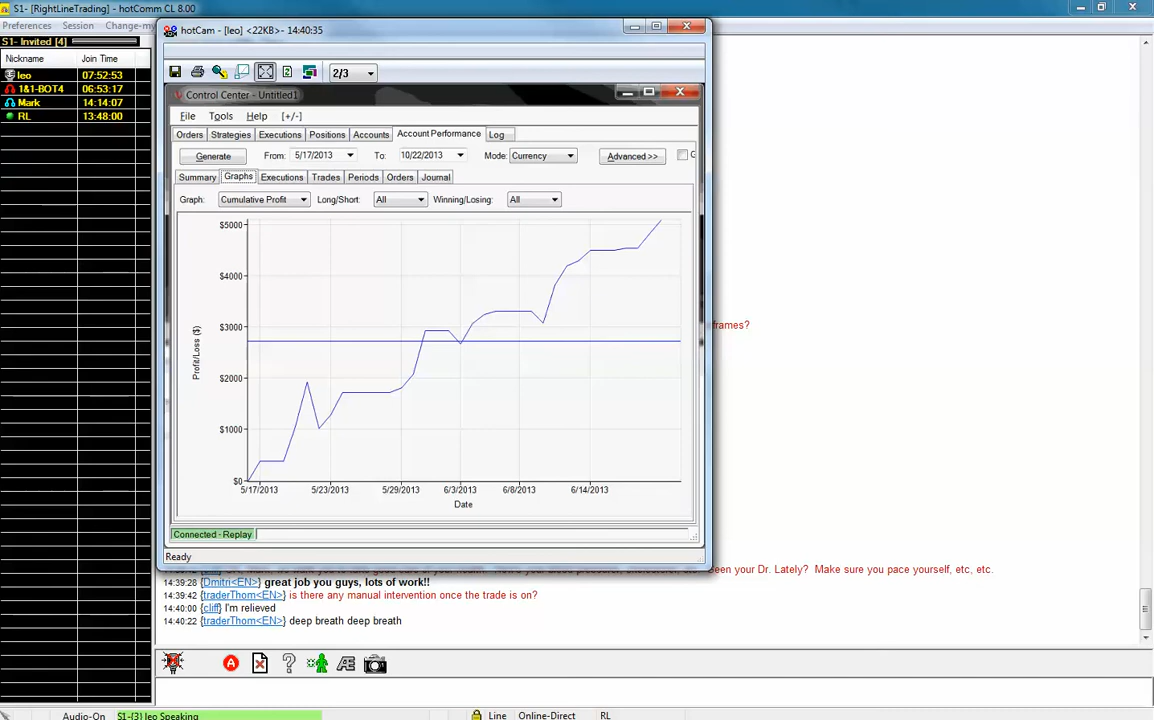 S1- [RightLineTrading] - hotComm CL 8.00
Preferences Session Change-my
S1- Invited [4]
Nickname Join Time
leo 07:52:53
1&1-BOT4 06:53:17
Mark 14:14:07
RL 13:48:00
hotCam - [leo] <22KB>- 14:40:35
2/3
Control Center - Untitled1
File Tools Help [+/-]
Orders Strategies Executions Positions Accounts Account Performance Log
Generate From: 5/17/2013 To: 10/22/2013 Mode: Currency Advanced >> G
Summary Graphs Executions Trades Periods Orders Journal
Graph: Cumulative Profit Long/Short: All Winning/Losing: All
$5000
$4000
$3000
$2000
$1000
$0
Profit/Loss ($)
5/17/2013 5/23/2013 5/29/2013 6/3/2013 6/8/2013 6/14/2013
Date
Connected - Replay
Ready
frames?
been your Dr. Lately? Make sure you pace yourself, etc, etc.
14:39:28 {Dmitri<EN>} great job you guys, lots of work!!
14:39:42 {traderThom<EN>} is there any manual intervention once the trade is on?
14:40:00 {cliff} I'm relieved
14:40:22 {traderThom<EN>} deep breath deep breath
A
Æ
Audio-On S1-(3) leo Speaking Line Online-Direct RL